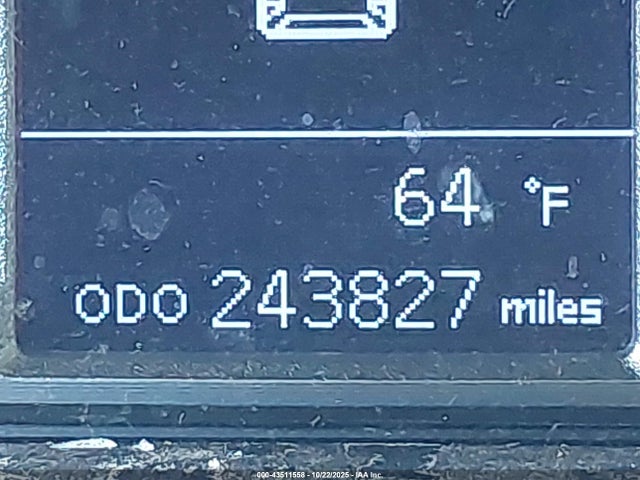 64 °F
ODO 243827 miles
000-43511558 - 10/22/2025 - IAA Inc.